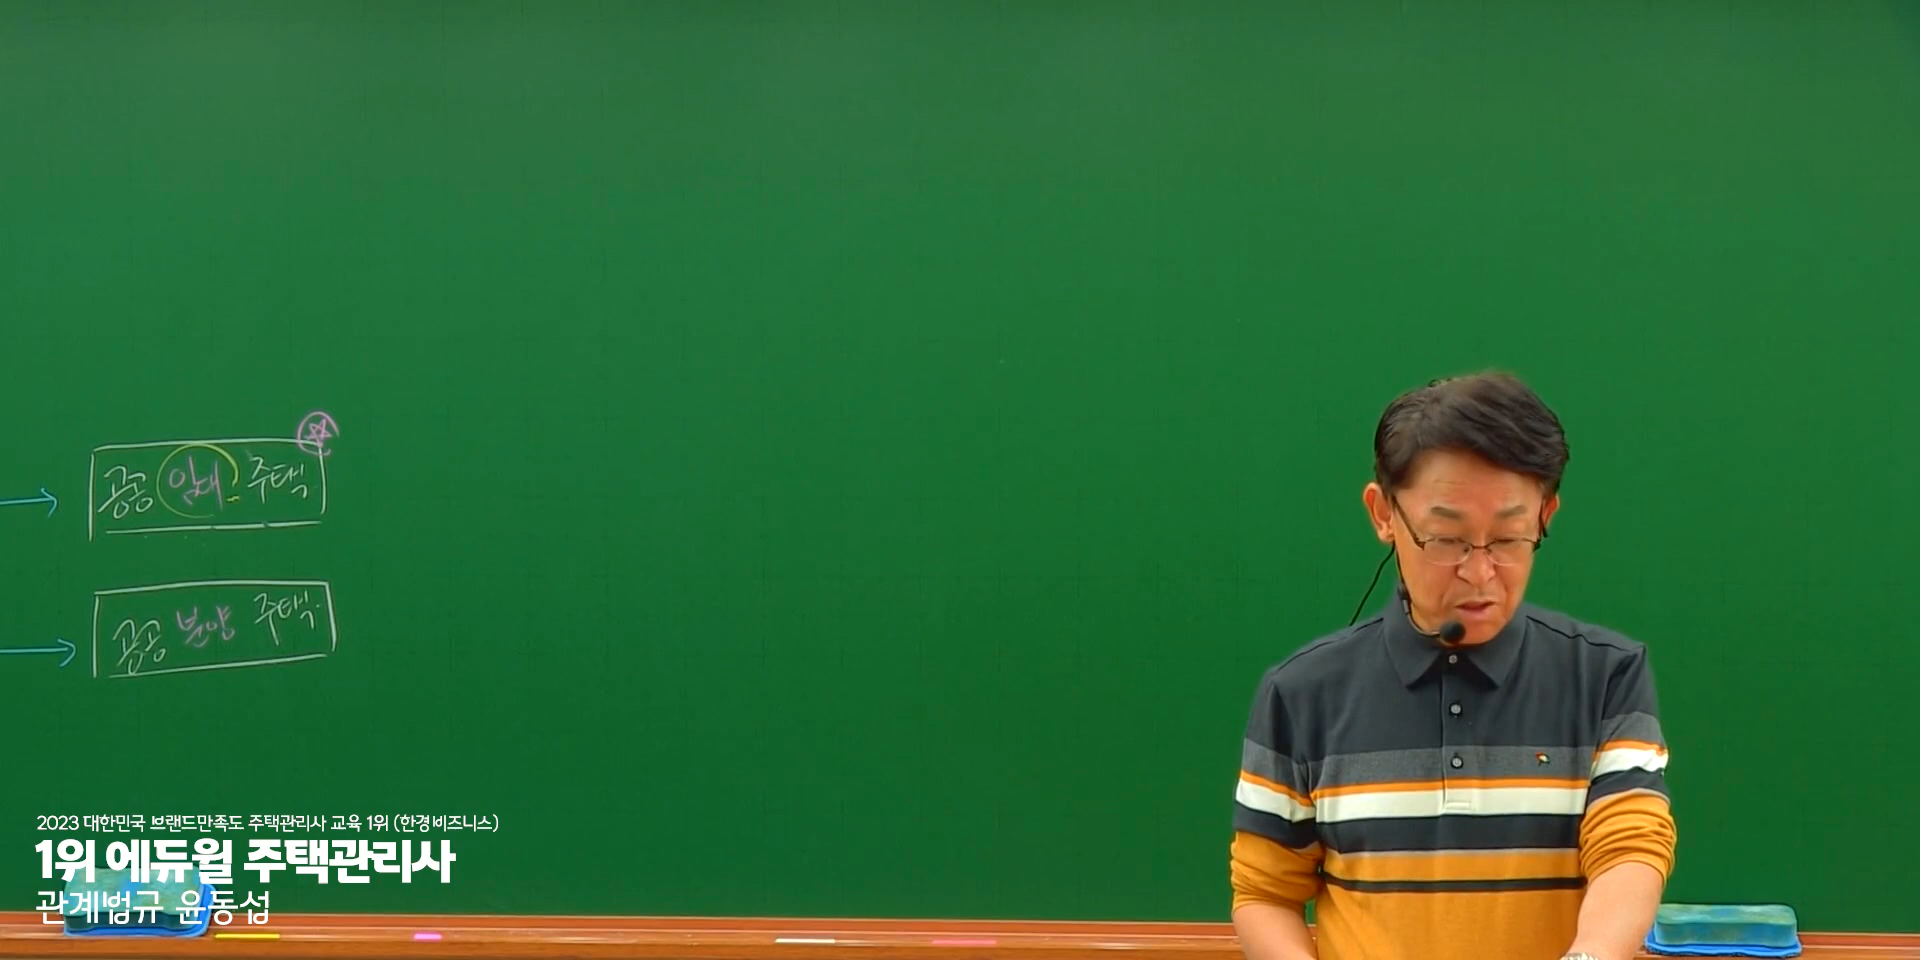 공공 임대 주택
공공 분양 주택
2023 대한민국 브랜드만족도 주택관리사 교육 1위 (한경비즈니스)
1위 에듀윌 주택관리사
관계법규 윤동섭